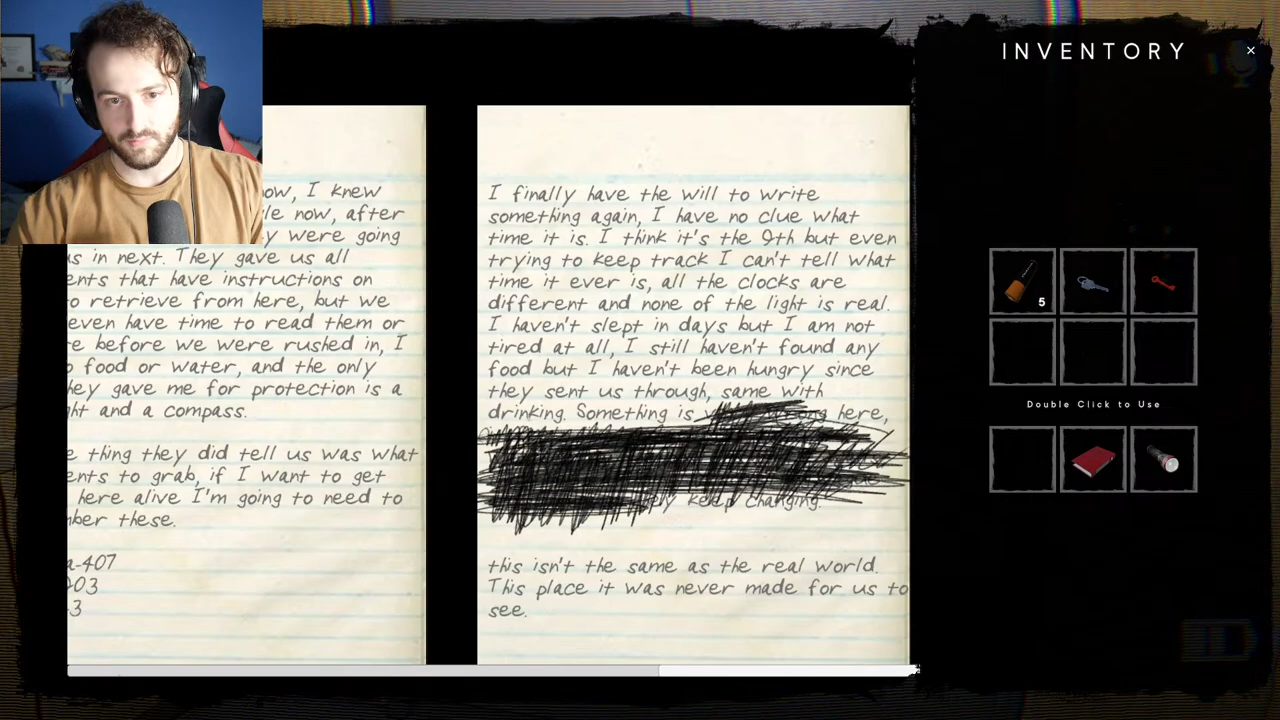 INVENTORY
ow, I knew
le now, after
y were going
us in next. They gave us all
ents that have instructions on
o retrieve from here, but we
even have time to read them or
re before we were rushed in, I
o food or water, and the only
hey gave me for protection is a
ht and a compass.
e thing they did tell us was what
ents to grab, if I want to get
here alive I'm going to need to
ber these.
a-407
03
-3
I finally have the will to write
something again, I have no clue what
time it is. I think it's the 9th but even
trying to keep track I can't tell what
time it ever is, all the clocks are
different and none of the light is real.
I haven't slept in days but I am not
tired at all, I still haven't found any
food but I haven't been hungry since
they sent us through, same with
drinking. Something is here,
keep changing.
this isn't the same as the real world.
This place it was never made for us to
see.
5
Double Click to Use